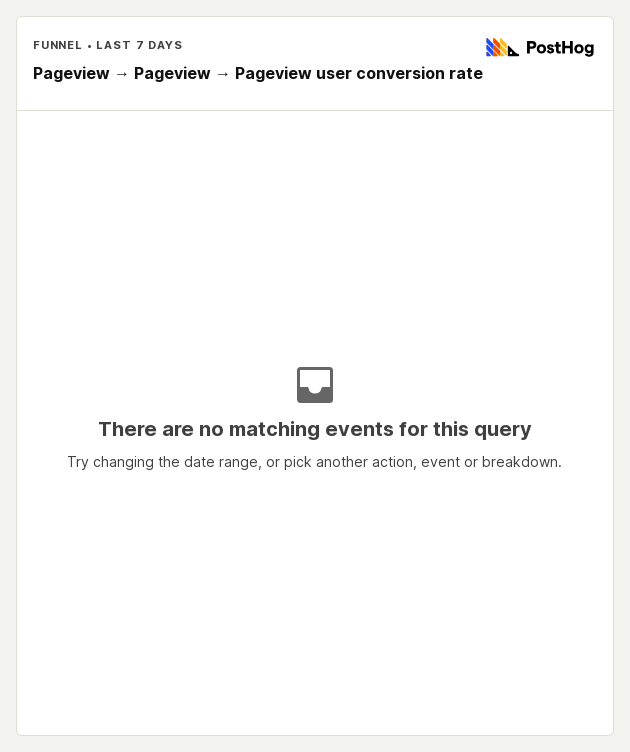 FUNNEL • LAST 7 DAYS
PostHog
Pageview → Pageview → Pageview user conversion rate
There are no matching events for this query
Try changing the date range, or pick another action, event or breakdown.